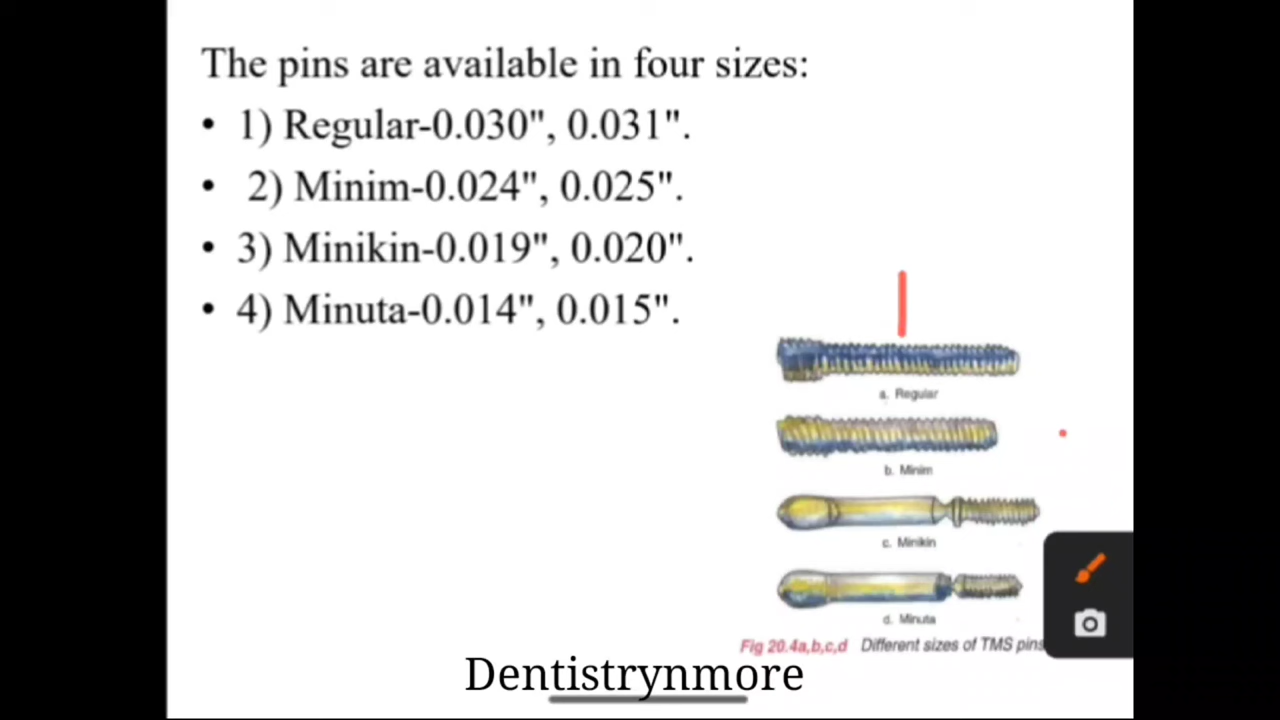 The pins are available in four sizes:
• 1) Regular-0.030", 0.031".
• 2) Minim-0.024", 0.025".
• 3) Minikin-0.019", 0.020".
• 4) Minuta-0.014", 0.015".
a. Regular
b. Minim
c. Minikin
d. Minuta
Fig 20.4a,b,c,d Different sizes of TMS pins
Dentistrynmore